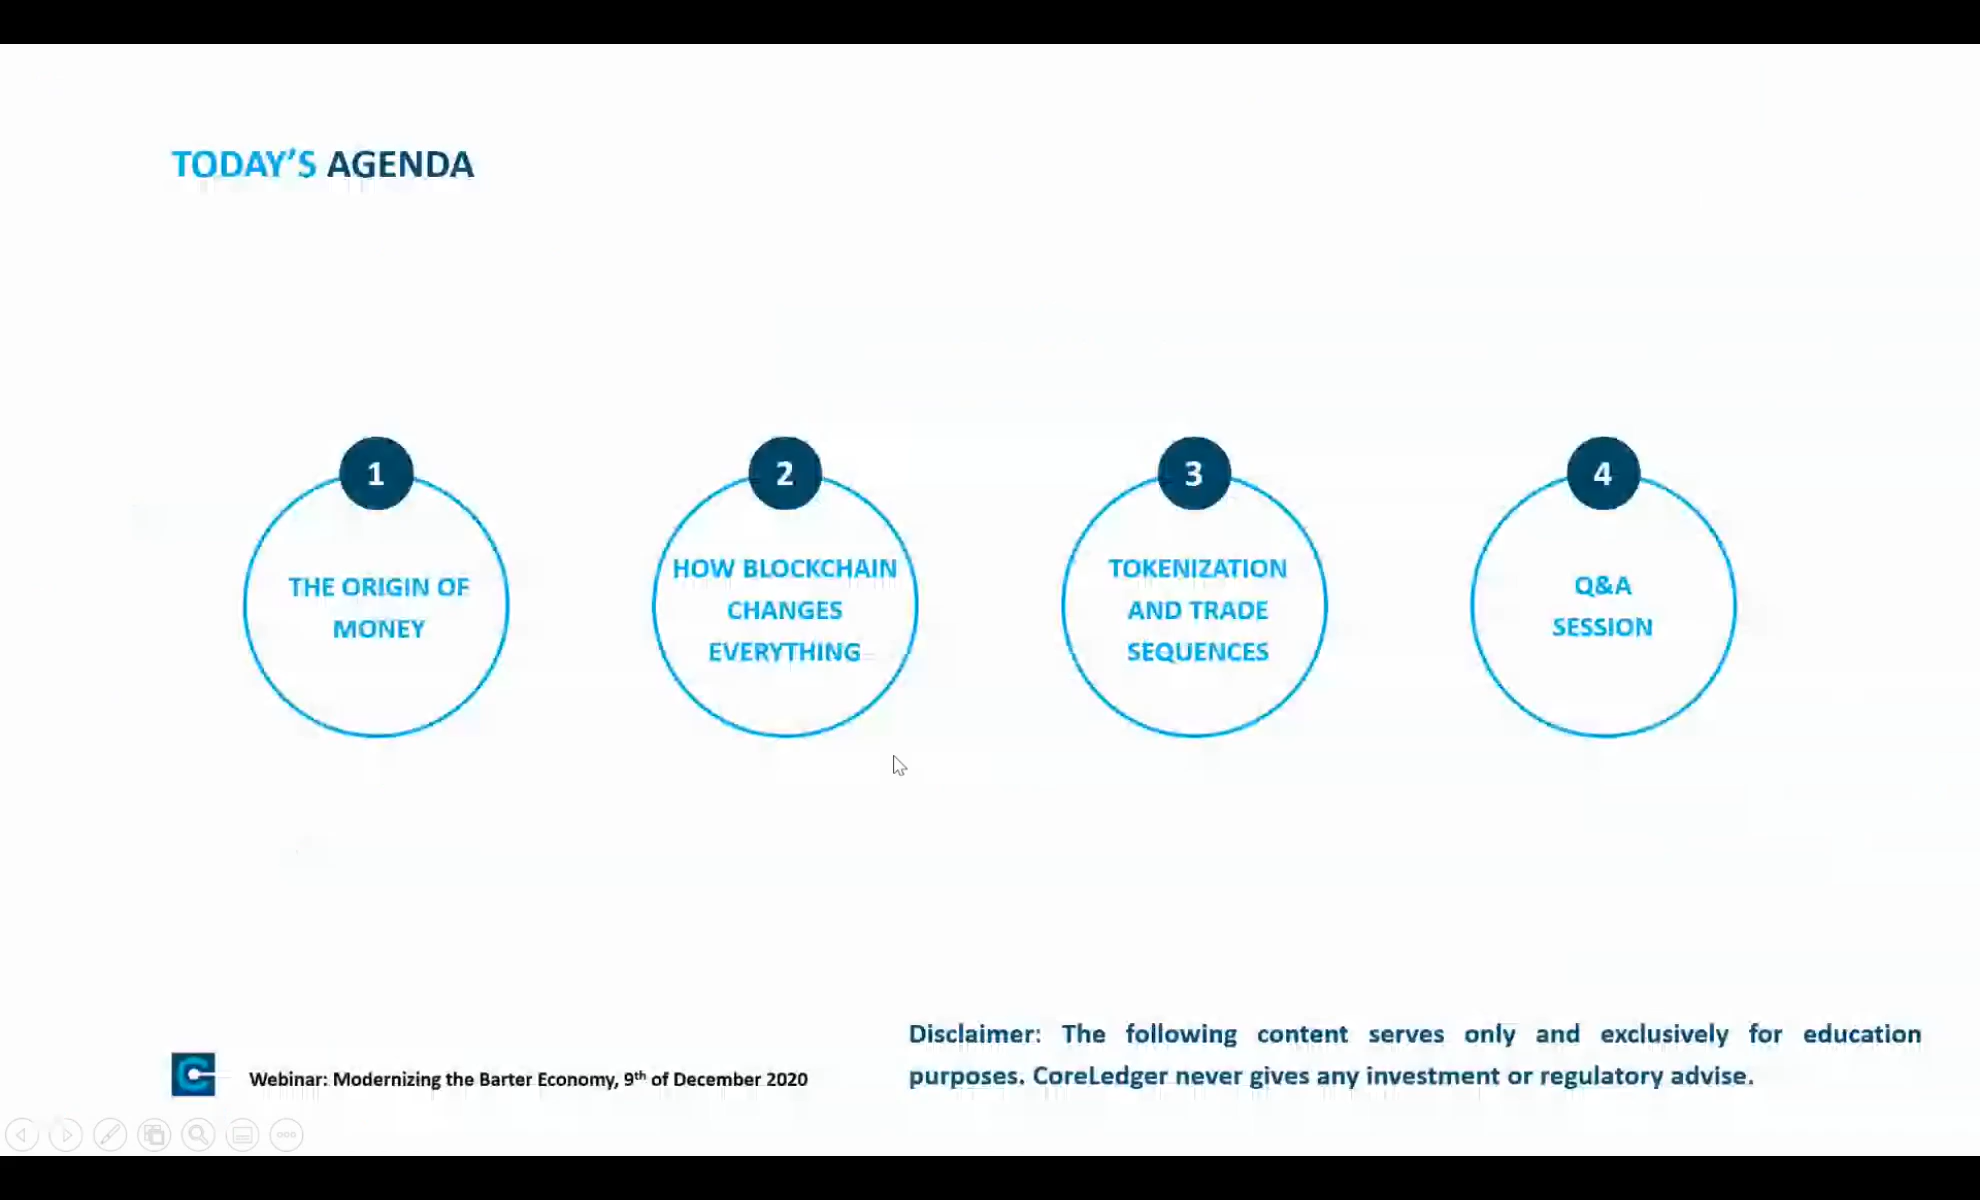 TODAY'S AGENDA
1
THE ORIGIN OF
MONEY
2
HOW BLOCKCHAIN
CHANGES
EVERYTHING
3
TOKENIZATION
AND TRADE
SEQUENCES
4
Q&A
SESSION
Webinar: Modernizing the Barter Economy, 9th of December 2020
Disclaimer: The following content serves only and exclusively for education
purposes. CoreLedger never gives any investment or regulatory advise.